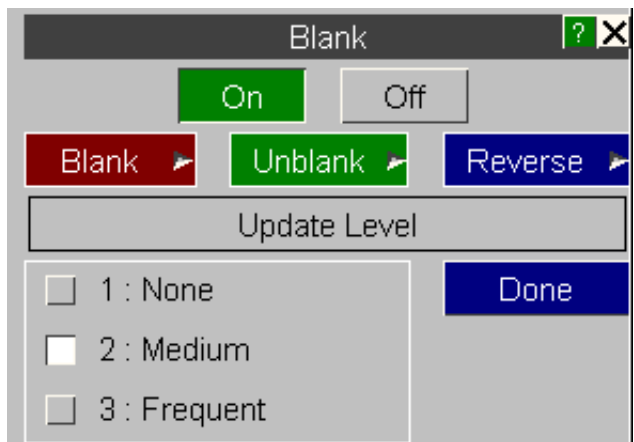 Blank ? X
On Off
Blank Unblank Reverse
Update Level
1 : None Done
2 : Medium
3 : Frequent